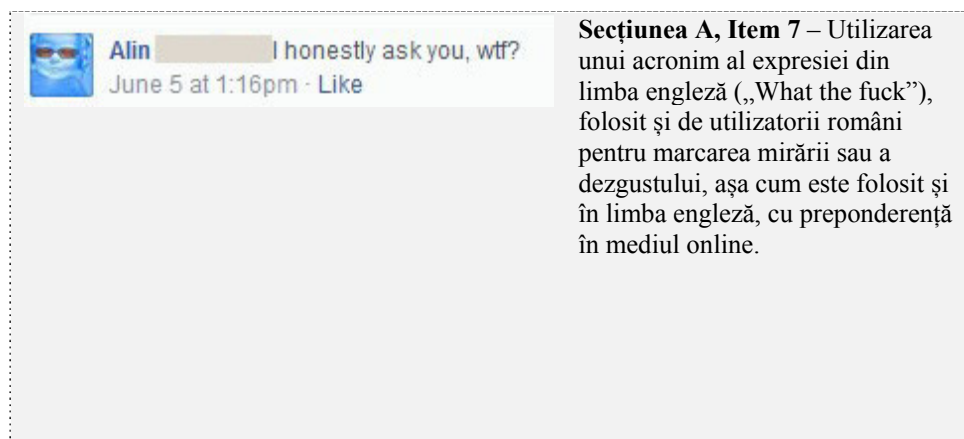 Alin I honestly ask you, wtf?
June 5 at 1:16pm · Like
Secțiunea A, Item 7 – Utilizarea
unui acronim al expresiei din
limba engleză („What the fuck”),
folosit și de utilizatorii români
pentru marcarea mirării sau a
dezgustului, așa cum este folosit și
în limba engleză, cu preponderență
în mediul online.